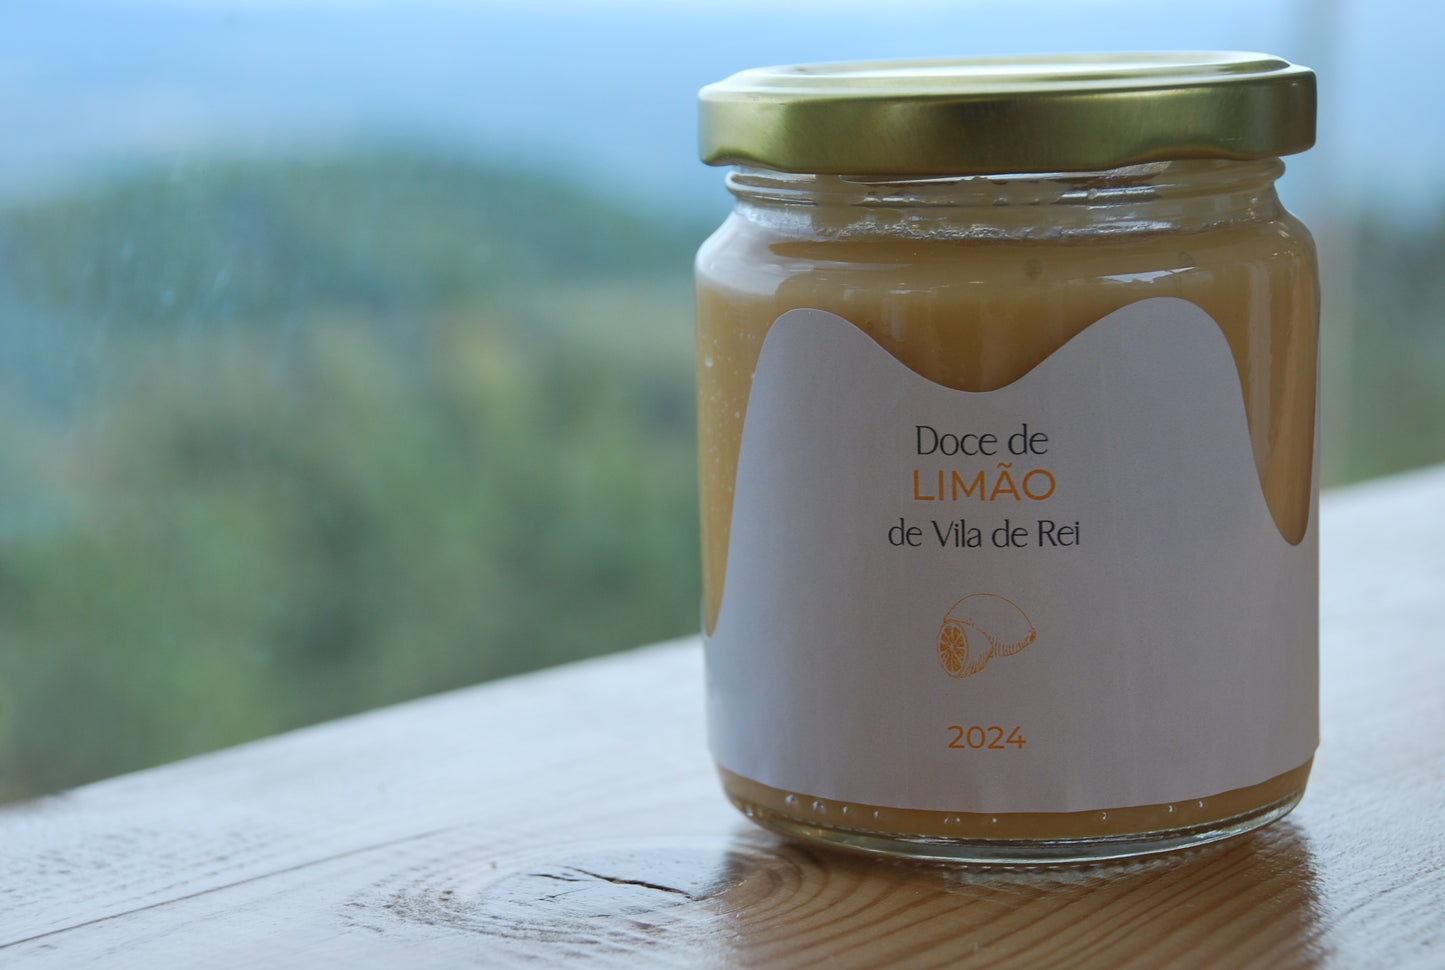 Doce de
LIMÃO
de Vila de Rei
2024